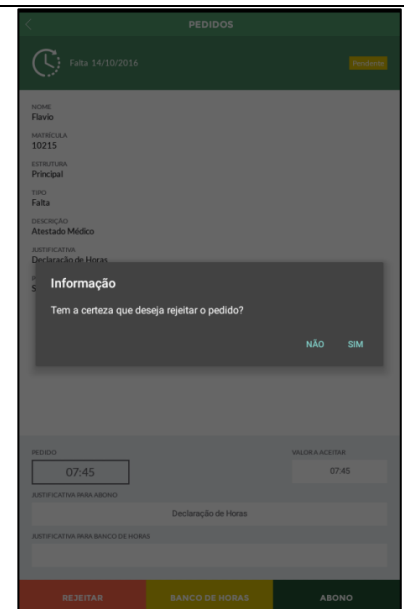 PEDIDOS
Falta 14/10/2016
Pendente
NOME
Flavio
MATRÍCULA
10215
ESTRUTURA
Principal
TIPO
Falta
DESCRIÇÃO
Atestado Médico
JUSTIFICATIVA
Declaração de Horas
Informação
Tem a certeza que deseja rejeitar o pedido?
NÃO SIM
PEDIDO VALOR A ACEITAR
07:45 07:45
JUSTIFICATIVA PARA ABONO
Declaração de Horas
JUSTIFICATIVA PARA BANCO DE HORAS
REJEITAR BANCO DE HORAS ABONO